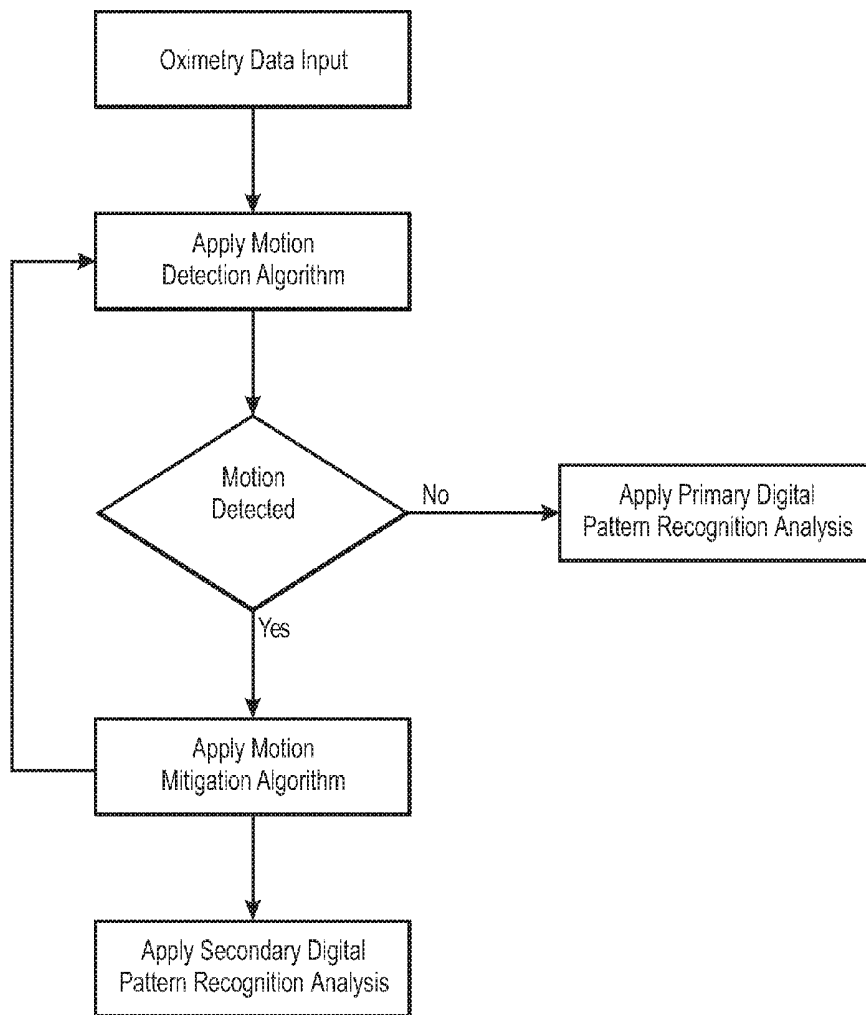 Oximetry Data Input
Apply Motion
Detection Algorithm
Motion
Detected
No
Apply Primary Digital
Pattern Recognition Analysis
Yes
Apply Motion
Mitigation Algorithm
Apply Secondary Digital
Pattern Recognition Analysis